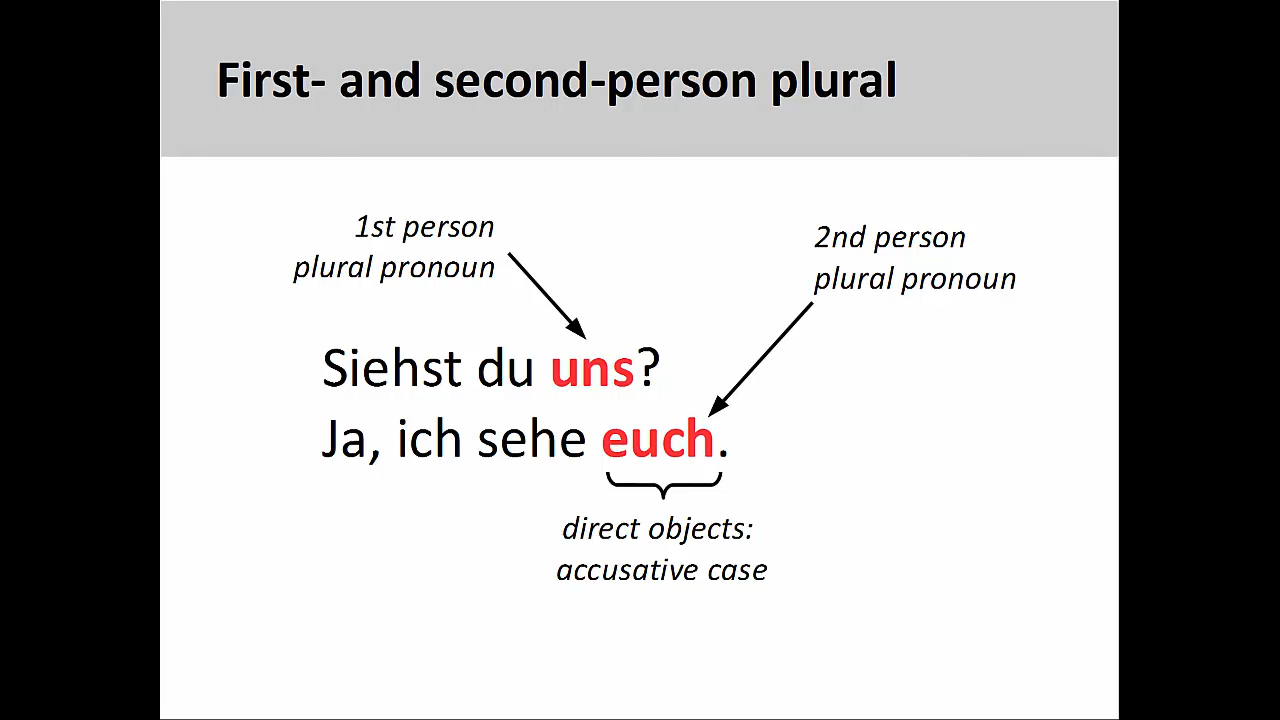 First- and second-person plural
1st person
plural pronoun
2nd person
plural pronoun
Siehst du uns?
Ja, ich sehe euch.
direct objects:
accusative case